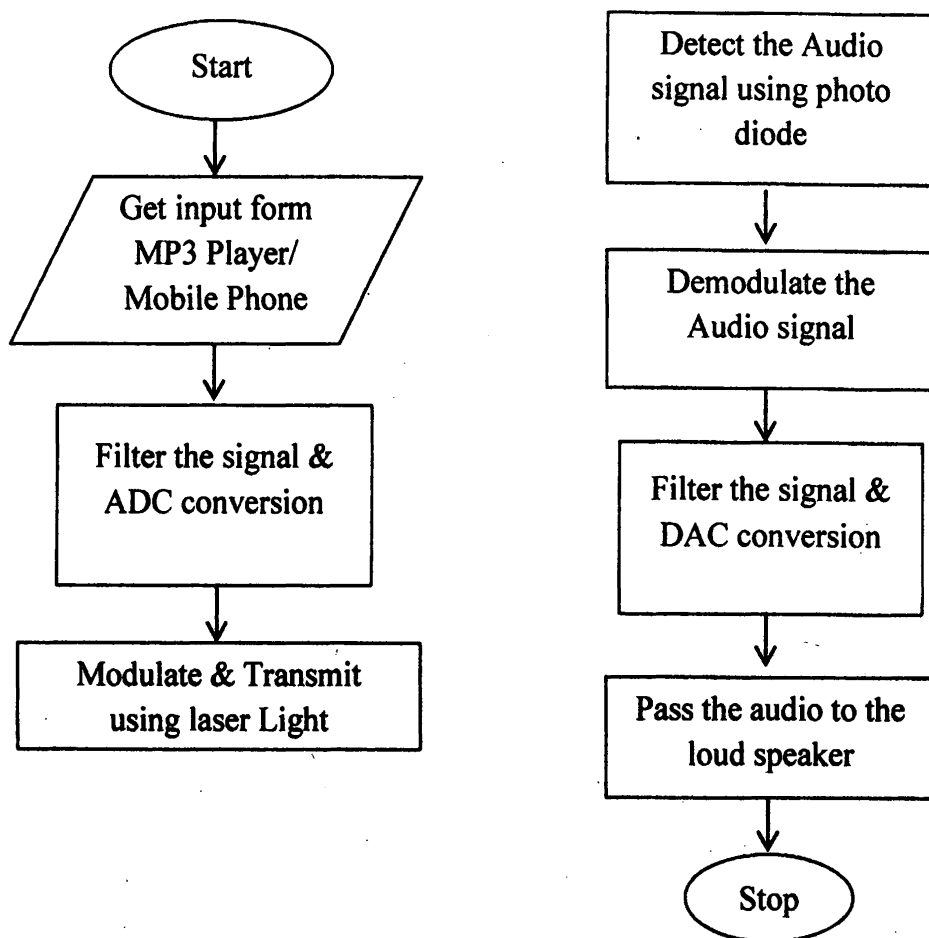 Start
Get input form
MP3 Player/
Mobile Phone
Filter the signal &
ADC conversion
Modulate & Transmit
using laser Light
Detect the Audio
signal using photo
diode
Demodulate the
Audio signal
Filter the signal &
DAC conversion
Pass the audio to the
loud speaker
Stop